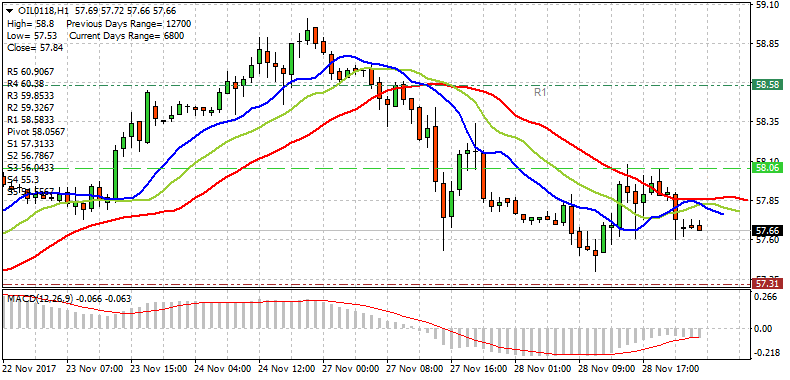 OIL0118,H1 57.69 57.72 57.66 57.66
High= 58.8 Previous Days Range= 12700
Low= 57.53 Current Days Range= 6800
Close= 57.84
R5 60.9067
R4 60.38
R3 59.8533
R2 59.3267
R1 58.5833
Pivot 58.0567
S1 57.3133
S2 56.7867
S3 56.0433
S4 55.3
R1
59.10
58.85
58.58
58.35
58.10
58.06
57.85
57.66
57.60
57.31
MACD(12,26,9) -0.066 -0.063
0.266
0.00
-0.218
22 Nov 2017
23 Nov 07:00
23 Nov 15:00
24 Nov 04:00
24 Nov 12:00
27 Nov 00:00
27 Nov 08:00
27 Nov 16:00
28 Nov 01:00
28 Nov 09:00
28 Nov 17:00